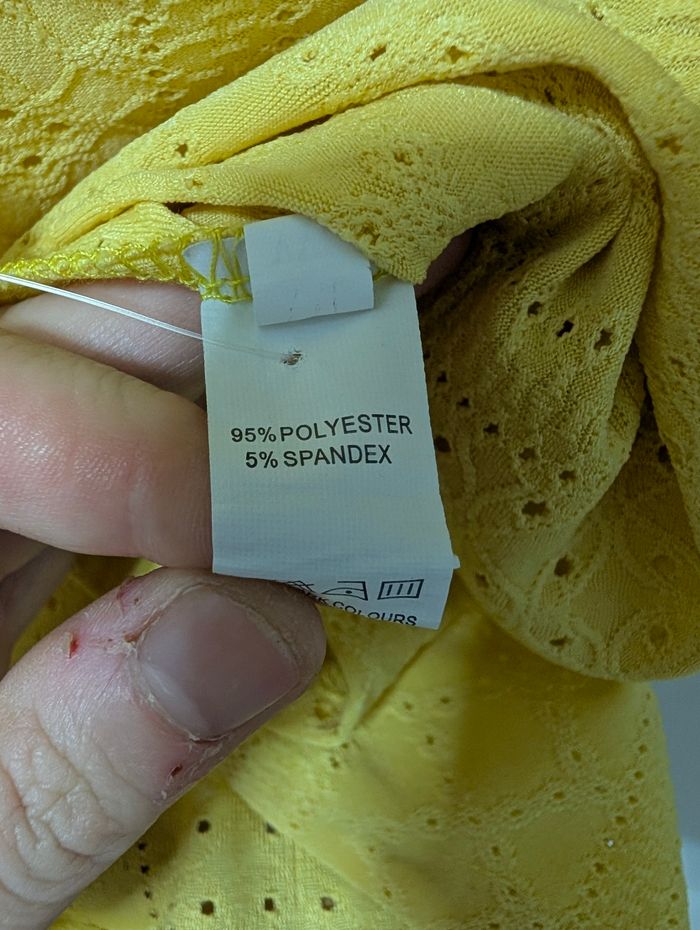 95% POLYESTER
5% SPANDEX
COLOURS